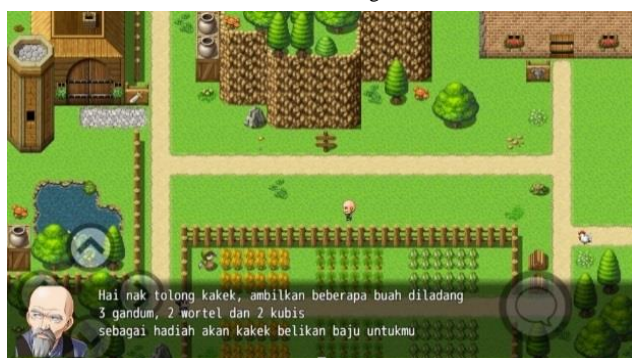 Hai nak tolong kakek, ambilkan beberapa buah diladang
3 gandum, 2 wortel dan 2 kubis
sebagai hadiah akan kakek belikan baju untukmu